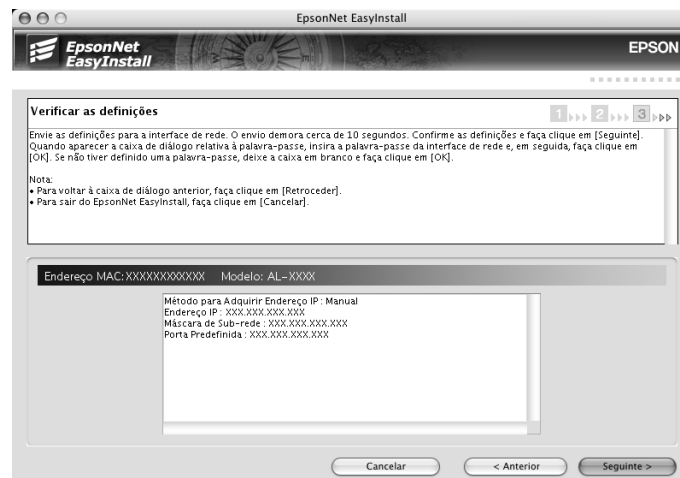 EpsonNet EasyInstall
EpsonNet
EasyInstall
EPSON
Verificar as definições
1 2 3
Envie as definições para a interface de rede. O envio demora cerca de 10 segundos. Confirme as definições e faça clique em [Seguinte].
Quando aparecer a caixa de diálogo relativa à palavra-passe, insira a palavra-passe da interface de rede e, em seguida, faça clique em
[OK]. Se não tiver definido uma palavra-passe, deixe a caixa em branco e faça clique em [OK].
Nota:
• Para voltar à caixa de diálogo anterior, faça clique em [Retroceder].
• Para sair do EpsonNet EasyInstall, faça clique em [Cancelar].
Endereço MAC:XXXXXXXXXXXX Modelo: AL-XXXX
Método para Adquirir Endereço IP : Manual
Endereço IP : XXX.XXX.XXX.XXX
Máscara de Sub-rede : XXX.XXX.XXX.XXX
Porta Predefinida : XXX.XXX.XXX.XXX
Cancelar < Anterior Seguinte >